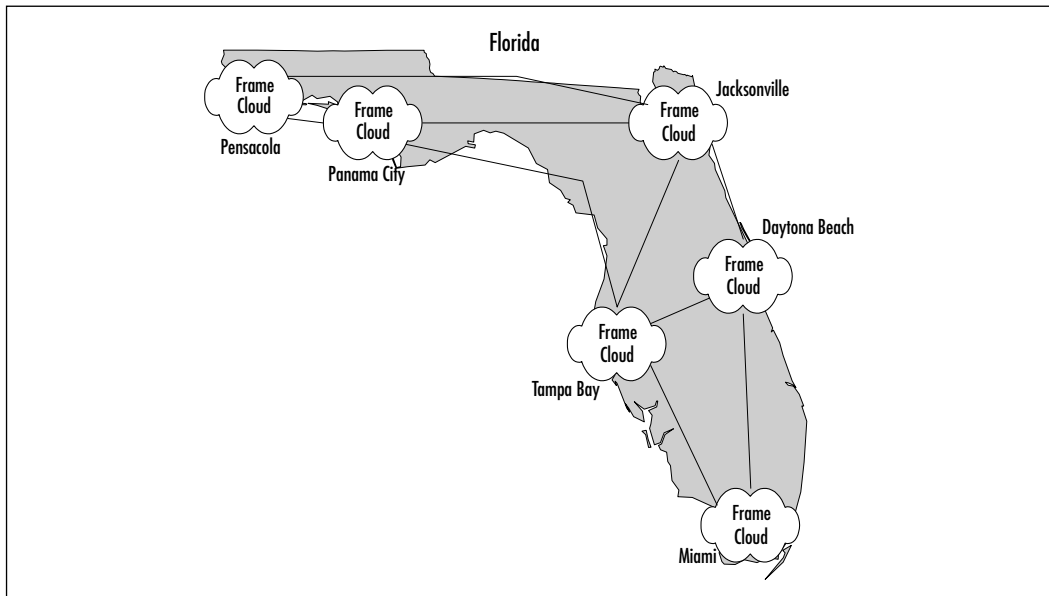 Florida
Frame
Cloud
Pensacola
Frame
Cloud
Panama City
Frame
Cloud
Jacksonville
Daytona Beach
Frame
Cloud
Frame
Cloud
Tampa Bay
Frame
Cloud
Miami